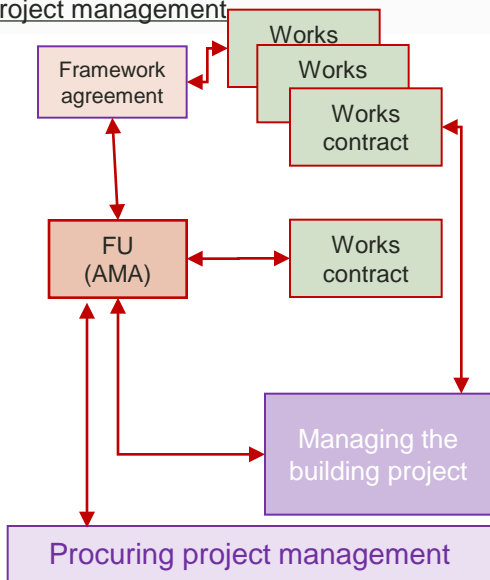 roject management
Works
Works
Works
contract
Framework
agreement
FU
(AMA)
Works
contract
Managing the
building project
Procuring project management